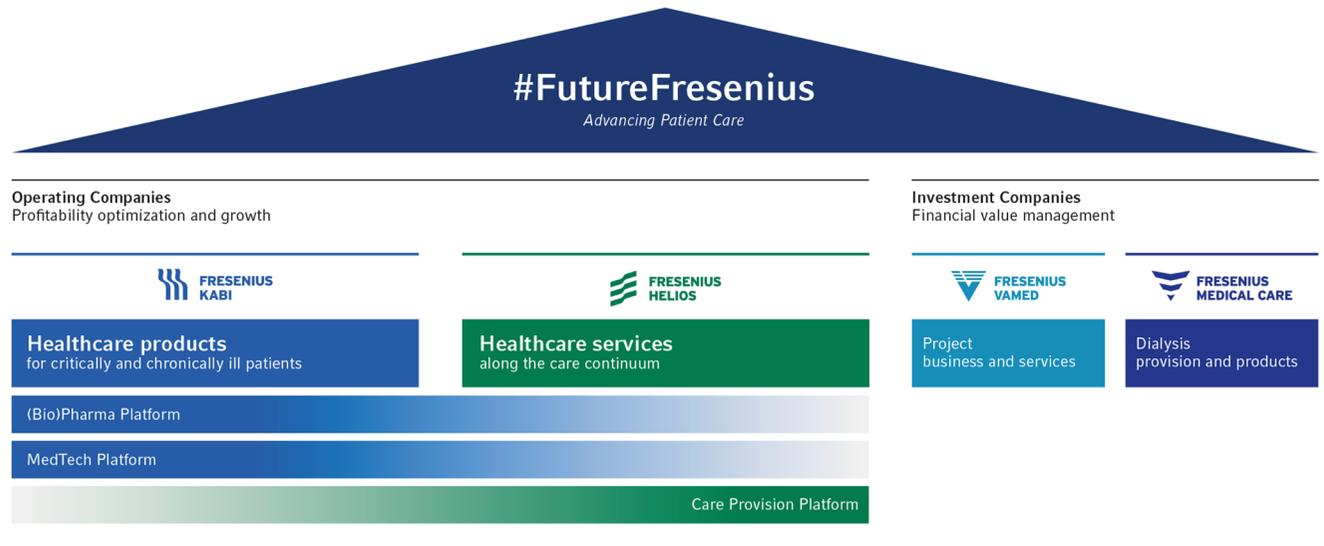 #FutureFresenius
Advancing Patient Care
Operating Companies
Profitability optimization and growth
Investment Companies
Financial value management
FRESENIUS
KABI
FRESENIUS
HELIOS
FRESENIUS
VAMED
FRESENIUS
MEDICAL CARE
Healthcare products
for critically and chronically ill patients
Healthcare services
along the care continuum
Project
business and services
Dialysis
provision and products
(Bio)Pharma Platform
MedTech Platform
Care Provision Platform